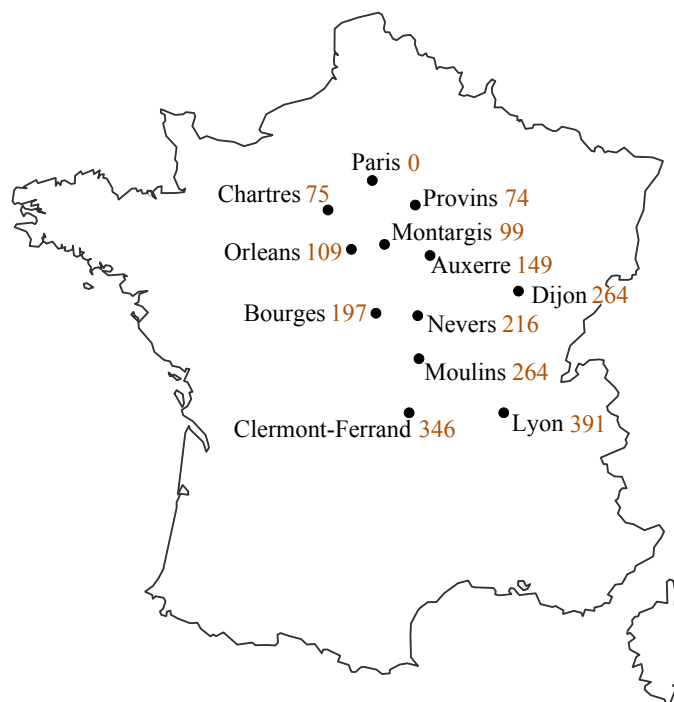 Paris 0
Chartres 75
Provins 74
Montargis 99
Orleans 109
Auxerre 149
Dijon 264
Bourges 197
Nevers 216
Moulins 264
Clermont-Ferrand 346
Lyon 391